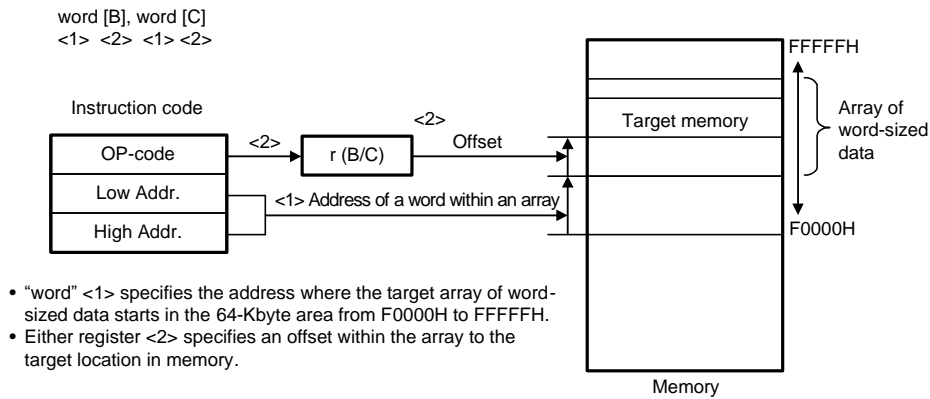 word [B], word [C]
<1> <2> <1> <2>
FFFFFH
Instruction code
<2>
Array of
word-sized
data
Target memory
OP-code
<2>
r (B/C)
Offset
Low Addr.
<1> Address of a word within an array
High Addr.
F0000H
• “word” <1> specifies the address where the target array of word-
sized data starts in the 64-Kbyte area from F0000H to FFFFFH.
• Either register <2> specifies an offset within the array to the
target location in memory.
Memory